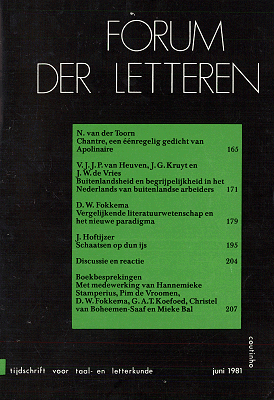 FORUM
DER LETTEREN
N. van der Toorn
Chantre, een éénregelig gedicht van
Apolinaire 165
V. J. J. P. van Heuven, J. G. Kruyt en
J. W. de Vries
Buitenlandsheid en begrijpelijkheid in het
Nederlands van buitenlandse arbeiders 171
D. W. Fokkema
Vergelijkende literatuurwetenschap en
het nieuwe paradigma 179
J. Hoftijzer
Schaatsen op dun ijs 195
Discussie en reactie 204
Boekbesprekingen
Met medewerking van Hannemieke
Stamperius, Pim de Vroomen,
D. W. Fokkema, G. A. T. Koefoed, Christel
van Boheemen-Saaf en Mieke Bal 207
coutinho
tijdschrift voor taal- en letterkunde juni 1981